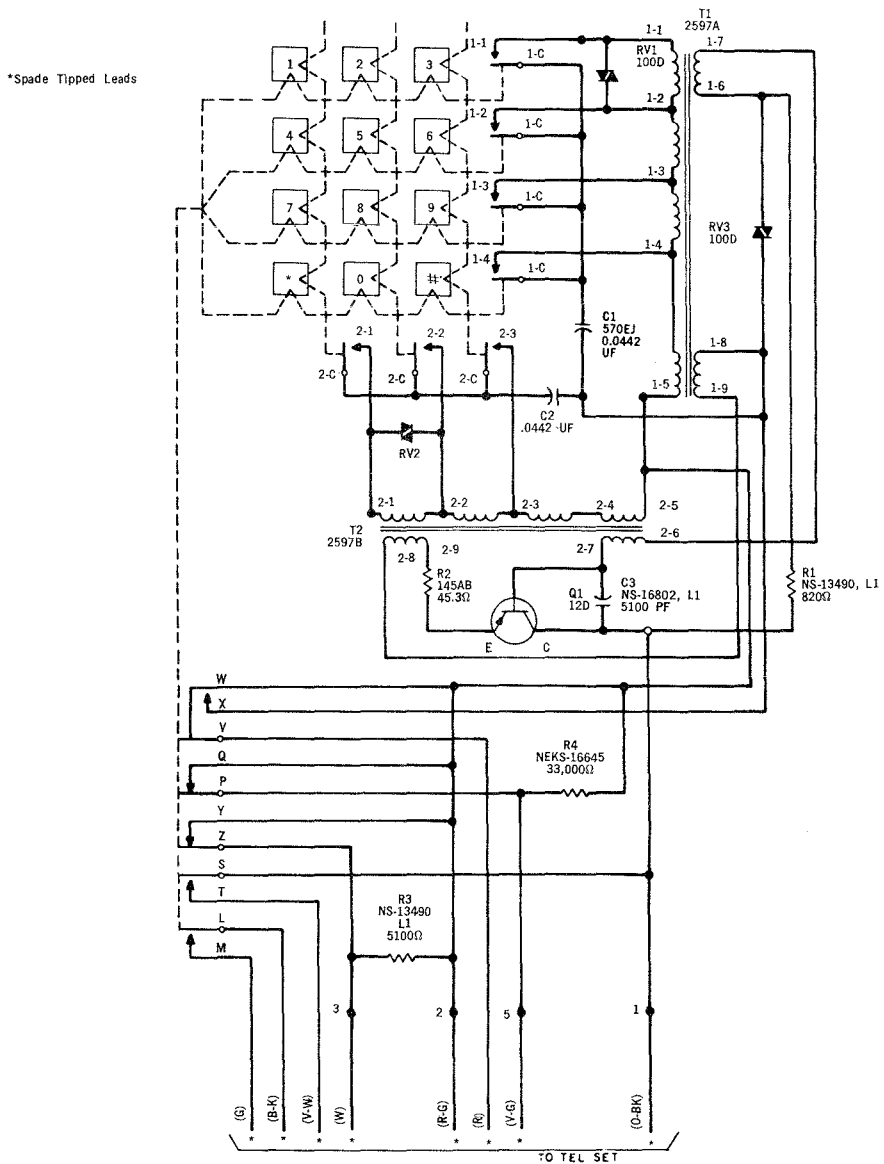 T1
2597A
1-1
1-7
1-1
RV1
100D
1-C
1 2 3
*Spade Tipped Leads
1-6
1-2
1-2
4 5 6
1-C
1-3
1-3
7 8 9
1-C
RV3
100D
1-4
1-4
* 0 #
1-C
C1
570EJ
0.0442
UF
2-1 2-2 2-3
1-8
2-C 2-C 2-C
1-5 1-9
C2
.0442 UF
RV2
2-1 2-2 2-3 2-4 2-5
T2
2597B
2-6
2-8 2-9 2-7
R2
145AB
45.3Ω
Q1
12D
C3
NS-16802, L1
5100 PF
R1
NS-13490, L1
820Ω
E C
W
X
V
Q
R4
NEKS-16645
33,000Ω
P
Y
Z
S
T
R3
NS-13490
L1
5100Ω
L
M
3 2 5 1
(G) (B-K) (V-W) (W) (R-G) (R) (V-G) (O-BK)
* * * * * * * *
TO TEL SET